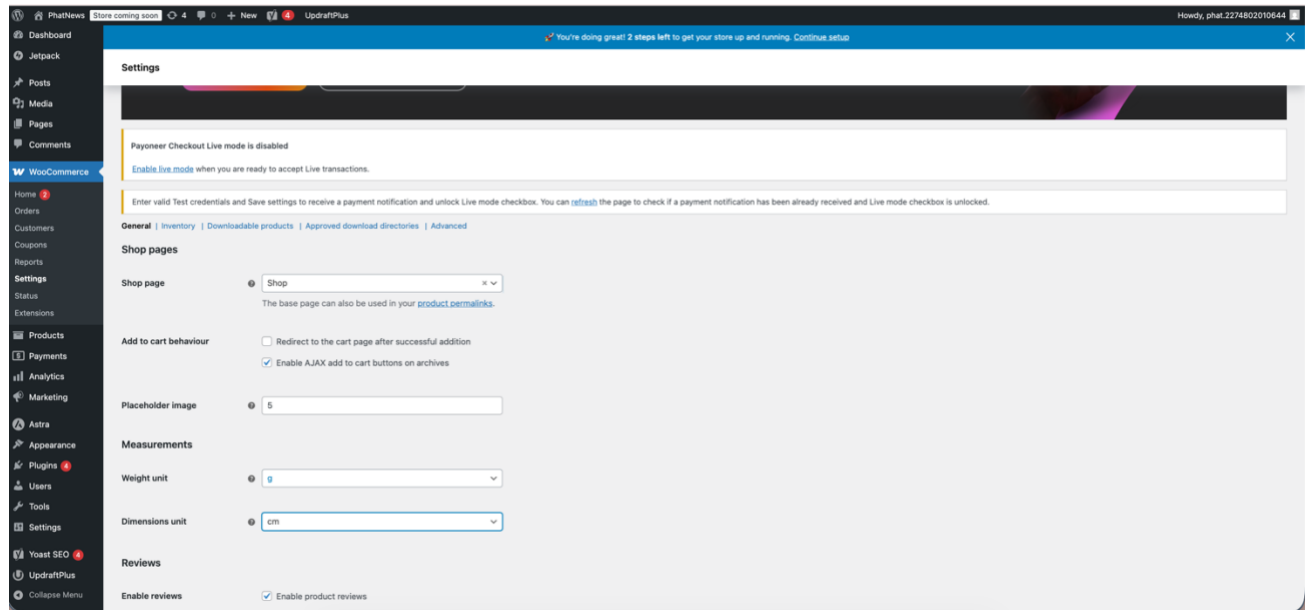 PhatNews Store coming soon 4 0 + New 4 UpdraftPlus Howdy, phat.2274802010644
Dashboard
Jetpack
Posts
Media
Pages
Comments
WooCommerce
Home 2
Orders
Customers
Coupons
Reports
Settings
Status
Extensions
Products
Payments
Analytics
Marketing
Astra
Appearance
Plugins 4
Users
Tools
Settings
Yoast SEO 4
UpdraftPlus
Collapse Menu
🚀 You're doing great! 2 steps left to get your store up and running. Continue setup
Settings
Payoneer Checkout Live mode is disabled
Enable live mode when you are ready to accept Live transactions.
Enter valid Test credentials and Save settings to receive a payment notification and unlock Live mode checkbox. You can refresh the page to check if a payment notification has been already received and Live mode checkbox is unlocked.
General | Inventory | Downloadable products | Approved download directories | Advanced
Shop pages
Shop page Shop ×
The base page can also be used in your product permalinks.
Add to cart behaviour Redirect to the cart page after successful addition
Enable AJAX add to cart buttons on archives
Placeholder image 5
Measurements
Weight unit g
Dimensions unit cm
Reviews
Enable reviews Enable product reviews